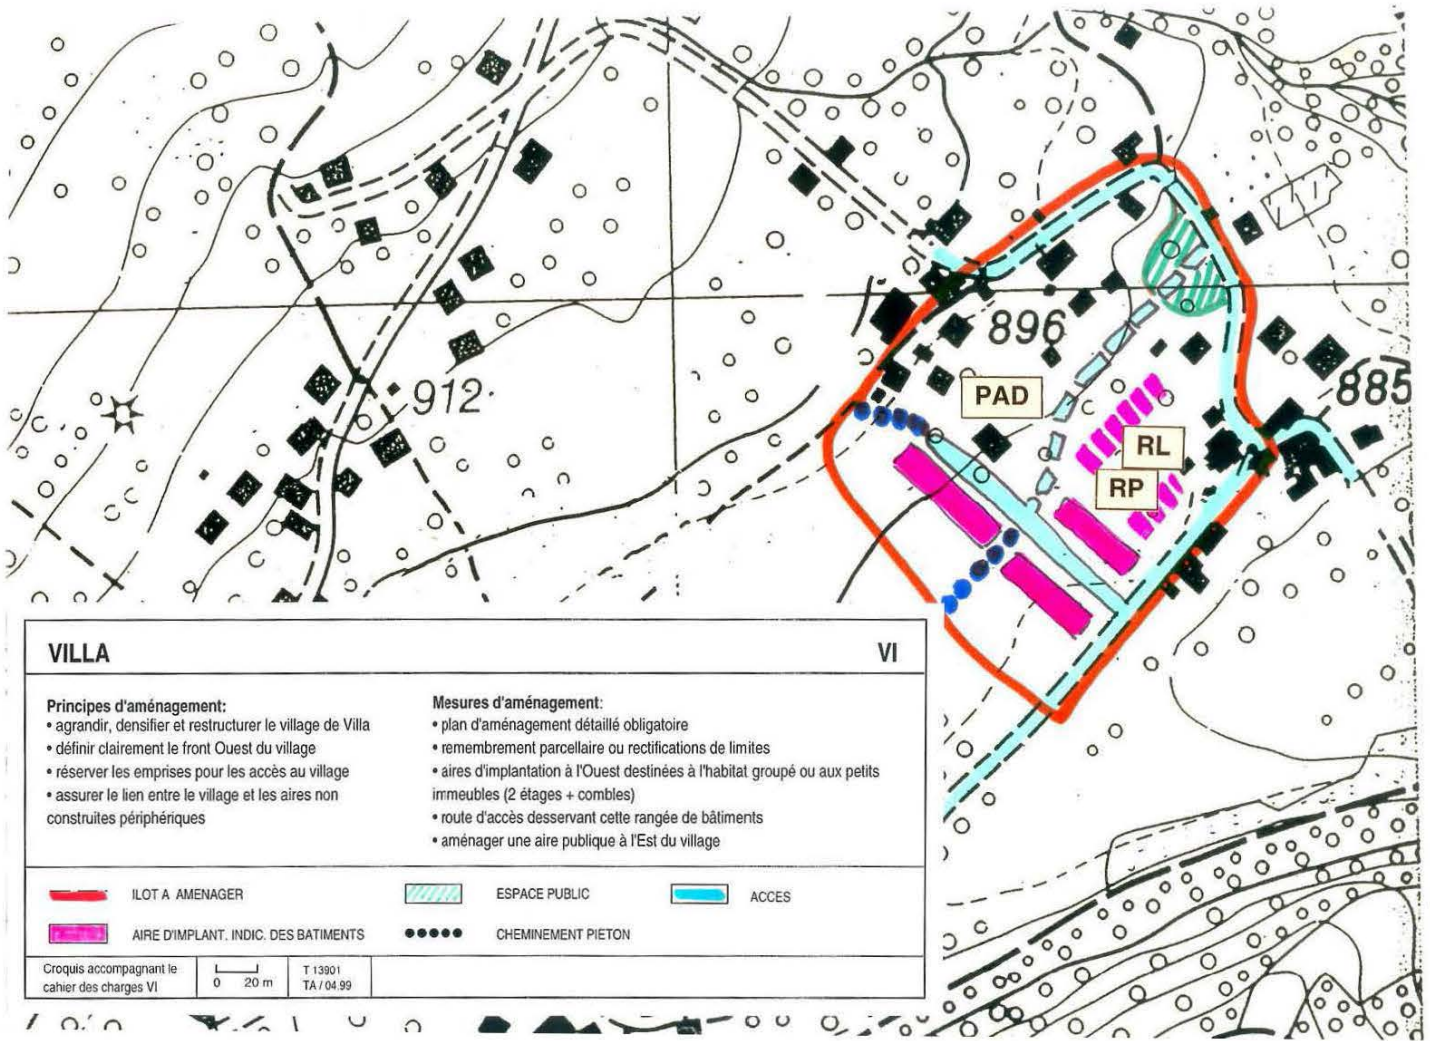 896
885
912
PAD
RL
RP
VILLA
VI
Principes d'aménagement:
• agrandir, densifier et restructurer le village de Villa
• définir clairement le front Ouest du village
• réserver les emprises pour les accès au village
• assurer le lien entre le village et les aires non
construites périphériques
Mesures d'aménagement:
• plan d'aménagement détaillé obligatoire
• remembrement parcellaire ou rectifications de limites
• aires d'implantation à l'Ouest destinées à l'habitat groupé ou aux petits
immeubles (2 étages + combles)
• route d'accès desservant cette rangée de bâtiments
• aménager une aire publique à l'Est du village
ILOT A AMENAGER
ESPACE PUBLIC
ACCES
AIRE D'IMPLANT. INDIC. DES BATIMENTS
CHEMINEMENT PIETON
Croquis accompagnant le
cahier des charges VI
0 20 m
T 13901
TA / 04.99